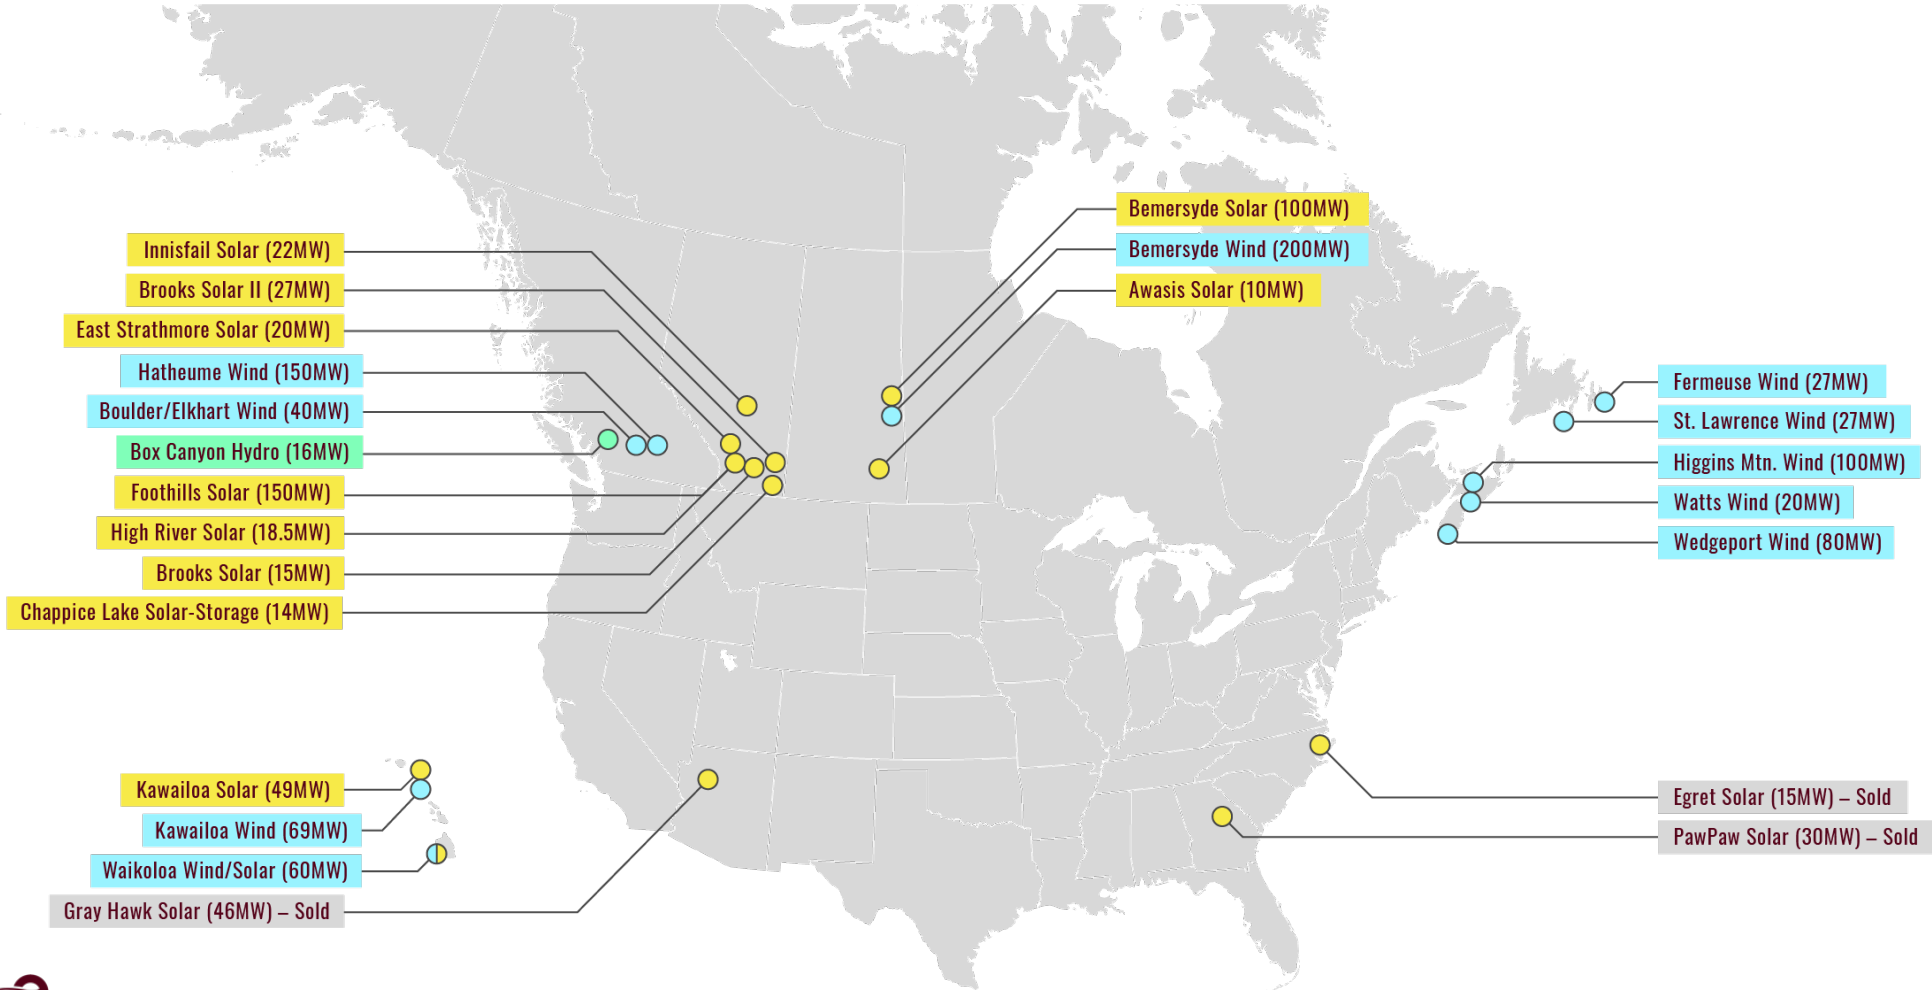 Bemersyde Solar (100MW)
Bemersyde Wind (200MW)
Awasis Solar (10MW)
Innisfail Solar (22MW)
Brooks Solar II (27MW)
East Strathmore Solar (20MW)
Hatheume Wind (150MW)
Boulder/Elkhart Wind (40MW)
Box Canyon Hydro (16MW)
Foothills Solar (150MW)
High River Solar (18.5MW)
Brooks Solar (15MW)
Chappice Lake Solar-Storage (14MW)
Fermeuse Wind (27MW)
St. Lawrence Wind (27MW)
Higgins Mtn. Wind (100MW)
Watts Wind (20MW)
Wedgeport Wind (80MW)
Kawailoa Solar (49MW)
Kawailoa Wind (69MW)
Waikoloa Wind/Solar (60MW)
Gray Hawk Solar (46MW) – Sold
Egret Solar (15MW) – Sold
PawPaw Solar (30MW) – Sold